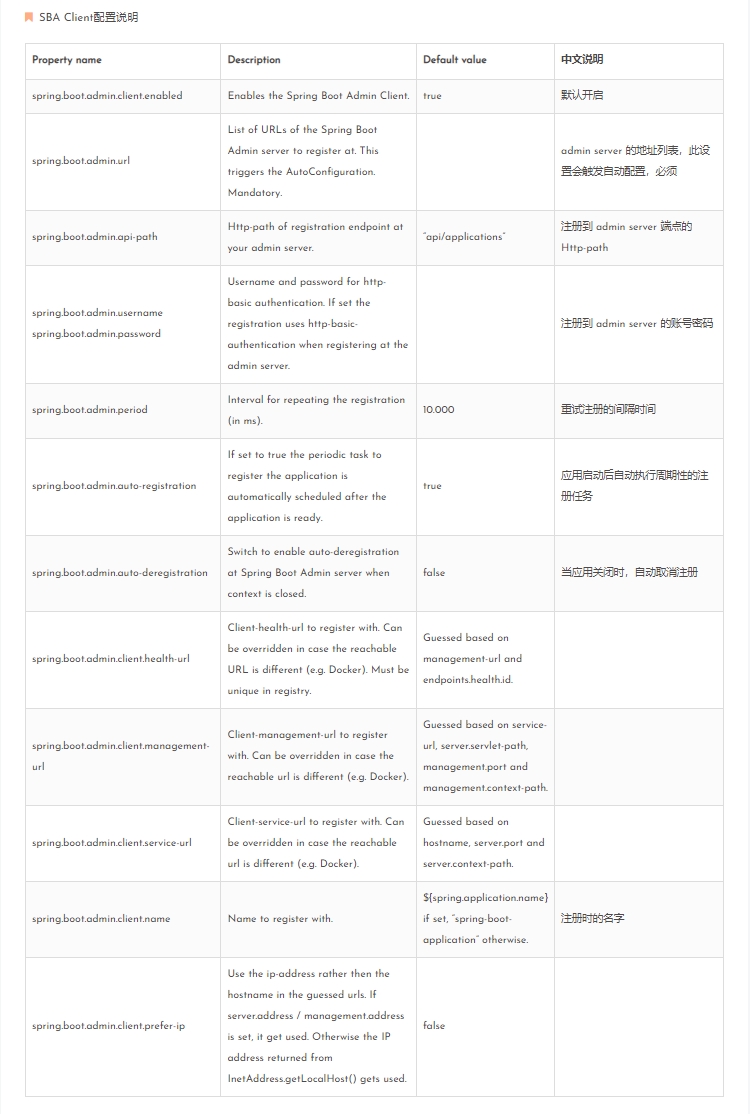 SBA Client配置说明
Property name
Description
Default value
中文说明
spring.boot.admin.client.enabled
Enables the Spring Boot Admin Client.
true
默认开启
spring.boot.admin.url
List of URLs of the Spring Boot
Admin server to register at. This
triggers the AutoConfiguration.
Mandatory.
admin server 的地址列表，此设
置会触发自动配置，必须
spring.boot.admin.api-path
Http-path of registration endpoint at
your admin server.
"api/applications"
注册到 admin server 端点的
Http-path
spring.boot.admin.username
spring.boot.admin.password
Username and password for http-
basic authentication. If set the
registration uses http-basic-
authentication when registering at the
admin server.
注册到 admin server 的账号密码
spring.boot.admin.period
Interval for repeating the registration
(in ms).
10.000
重试注册的间隔时间
spring.boot.admin.auto-registration
If set to true the periodic task to
register the application is
automatically scheduled after the
application is ready.
true
应用启动后自动执行周期性的注
册任务
spring.boot.admin.auto-deregistration
Switch to enable auto-deregistration
at Spring Boot Admin server when
context is closed.
false
当应用关闭时，自动取消注册
spring.boot.admin.client.health-url
Client-health-url to register with. Can
be overridden in case the reachable
URL is different (e.g. Docker). Must be
unique in registry.
Guessed based on
management-url and
endpoints.health.id.
spring.boot.admin.client.management-
url
Client-management-url to register
with. Can be overridden in case the
reachable url is different (e.g. Docker).
Guessed based on service-
url, server.servlet-path,
management.port and
management.context-path.
spring.boot.admin.client.service-url
Client-service-url to register with. Can
be overridden in case the reachable
url is different (e.g. Docker).
Guessed based on
hostname, server.port and
server.context-path.
spring.boot.admin.client.name
Name to register with.
${spring.application.name}
if set, "spring-boot-
application" otherwise.
注册时的名字
spring.boot.admin.client.prefer-ip
Use the ip-address rather then the
hostname in the guessed urls. If
server.address / management.address
is set, it get used. Otherwise the IP
address returned from
InetAddress.getLocalHost() gets used.
false